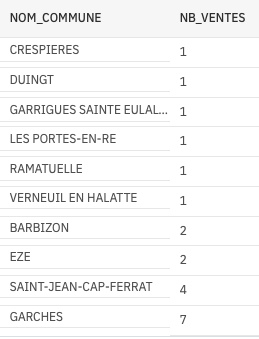 NOM_COMMUNE NB_VENTES
CRESPIERES 1
DUINGT 1
GARRIGUES SAINTE EULAL... 1
LES PORTES-EN-RE 1
RAMATUELLE 1
VERNEUIL EN HALATTE 1
BARBIZON 2
EZE 2
SAINT-JEAN-CAP-FERRAT 4
GARCHES 7